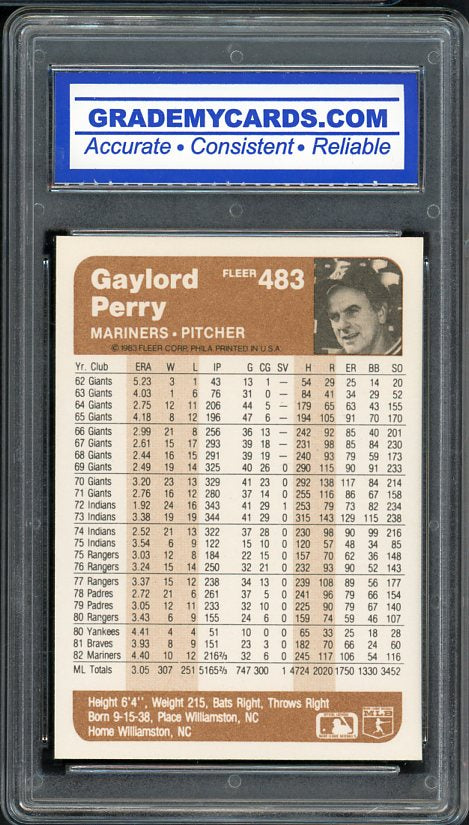 GRADEMYCARDS.COM
Accurate • Consistent • Reliable
Gaylord
Perry
FLEER 483
MARINERS • PITCHER
© 1983 FLEER CORP., PHILA. PRINTED IN U.S.A.
Yr. Club ERA W L IP G CG SV H R ER BB SO
62 Giants 5.23 3 1 43 13 1 — 54 29 25 14 20
63 Giants 4.03 1 6 76 31 0 — 84 41 34 29 52
64 Giants 2.75 12 11 206 44 5 — 179 65 63 43 155
65 Giants 4.18 8 12 196 47 6 — 194 105 91 70 170
66 Giants 2.99 21 8 256 36 13 — 242 92 85 40 201
67 Giants 2.61 15 17 293 39 18 — 231 98 85 84 230
68 Giants 2.44 16 15 291 39 19 — 240 93 79 59 173
69 Giants 2.49 19 14 325 40 26 0 290 115 90 91 233
70 Giants 3.20 23 13 329 41 23 0 292 138 117 84 214
71 Giants 2.76 16 12 280 37 14 0 255 116 86 67 158
72 Indians 1.92 24 16 343 41 29 1 253 79 73 82 234
73 Indians 3.38 19 19 344 41 29 0 315 143 129 115 238
74 Indians 2.52 21 13 322 37 28 0 230 98 90 99 216
75 Indians 3.54 6 9 122 15 10 0 120 57 48 34 85
75 Rangers 3.03 12 8 184 22 15 0 157 70 62 36 148
76 Rangers 3.24 15 14 250 32 21 0 232 93 90 52 143
77 Rangers 3.37 15 12 238 34 13 0 239 108 89 56 177
78 Padres 2.72 21 6 261 37 5 0 241 96 79 66 154
79 Padres 3.05 12 11 233 32 10 0 225 90 79 67 140
80 Rangers 3.43 6 9 155 24 6 0 159 74 59 46 107
80 Yankees 4.41 4 4 51 10 0 0 65 33 25 18 28
81 Braves 3.93 8 9 151 23 3 0 182 70 66 24 60
82 Mariners 4.40 10 12 216⅔ 32 6 0 245 117 106 54 116
ML Totals 3.05 307 251 5165⅔ 747 300 1 4724 2020 1750 1330 3452
Height 6'4'', Weight 215, Bats Right, Throws Right
Born 9-15-38, Place Williamston, NC
Home Williamston, NC